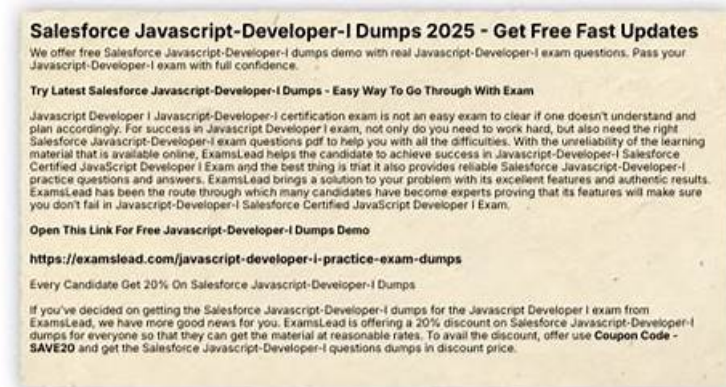 Salesforce Javascript-Developer-I Dumps 2025 - Get Free Fast Updates
We offer free Salesforce Javascript-Developer-I dumps demo with real Javascript-Developer-I exam questions. Pass your
Javascript-Developer-I exam with full confidence.
Try Latest Salesforce Javascript-Developer-I Dumps - Easy Way To Go Through With Exam
Javascript Developer I Javascript-Developer-I certification exam is not an easy exam to clear if one doesn't understand and
plan accordingly. For success in Javascript Developer I exam, not only do you need to work hard, but also need the right
Salesforce Javascript-Developer-I exam questions pdf to help you with all the difficulties. With the unreliability of the learning
material that is available online, ExamsLead helps the candidate to achieve success in Javascript-Developer-I Salesforce
Certified JavaScript Developer I Exam and the best thing is that it also provides reliable Salesforce Javascript-Developer-I
practice questions and answers. ExamsLead brings a solution to your problem with its excellent features and authentic results.
ExamsLead has been the route through which many candidates have become experts proving that its features will make sure
you don't fail in Javascript-Developer-I Salesforce Certified JavaScript Developer I Exam.
Open This Link For Free Javascript-Developer-I Dumps Demo
https://examslead.com/javascript-developer-i-practice-exam-dumps
Every Candidate Get 20% On Salesforce Javascript-Developer-I Dumps
If you've decided on getting the Salesforce Javascript-Developer-I dumps for the Javascript Developer I exam from
ExamsLead, we have more good news for you. ExamsLead is offering a 20% discount on Salesforce Javascript-Developer-I
dumps for everyone so that they can get the material at reasonable rates. To avail the discount, offer use Coupon Code -
SAVE20 and get the Salesforce Javascript-Developer-I questions dumps in discount price.